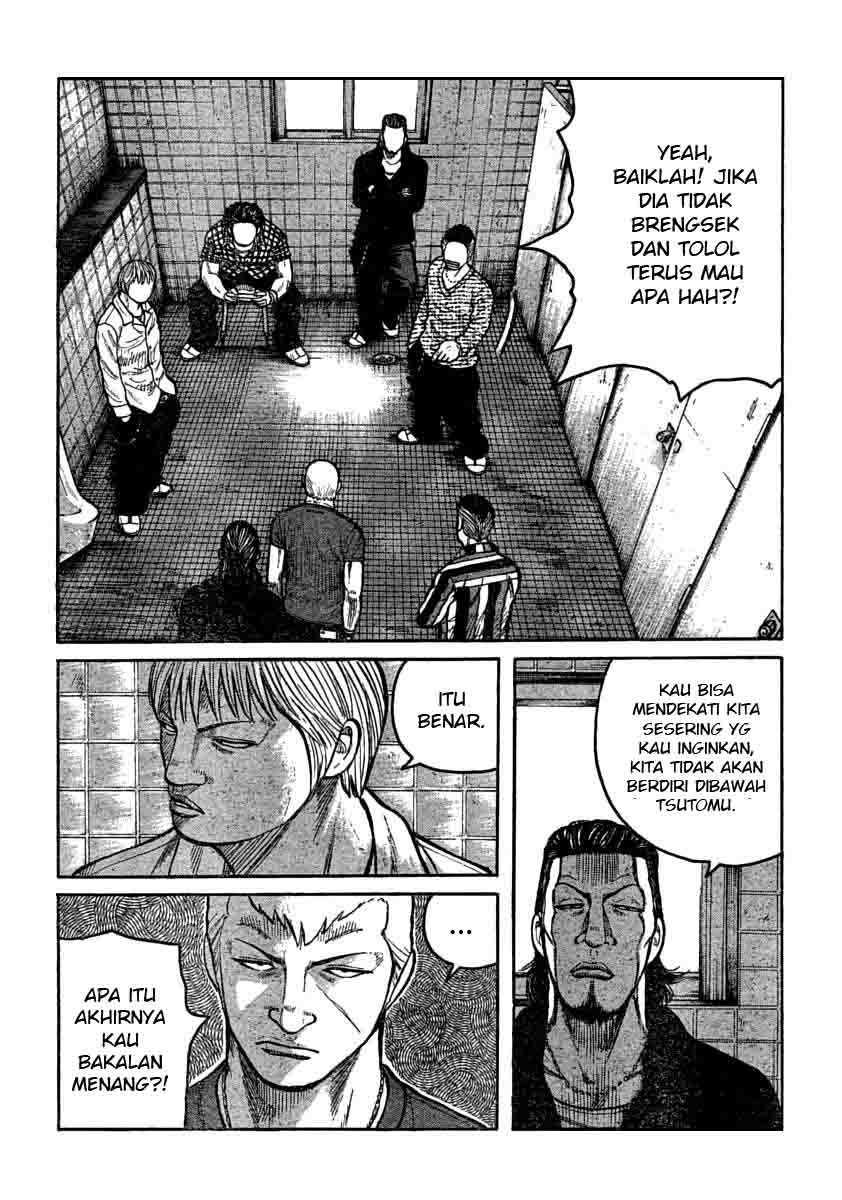 YEAH,
BAIKLAH! JIKA
DIA TIDAK
BRENGSEK
DAN TOLOL
TERUS MAU
APA HAH?!
KAU BISA
MENDEKATI KITA
SESERING YG
KAU INGINKAN,
KITA TIDAK AKAN
BERDIRI DIBAWAH
TSUTOMU.
ITU
BENAR.
...
APA ITU
AKHIRNYA
KAU
BAKALAN
MENANG?!